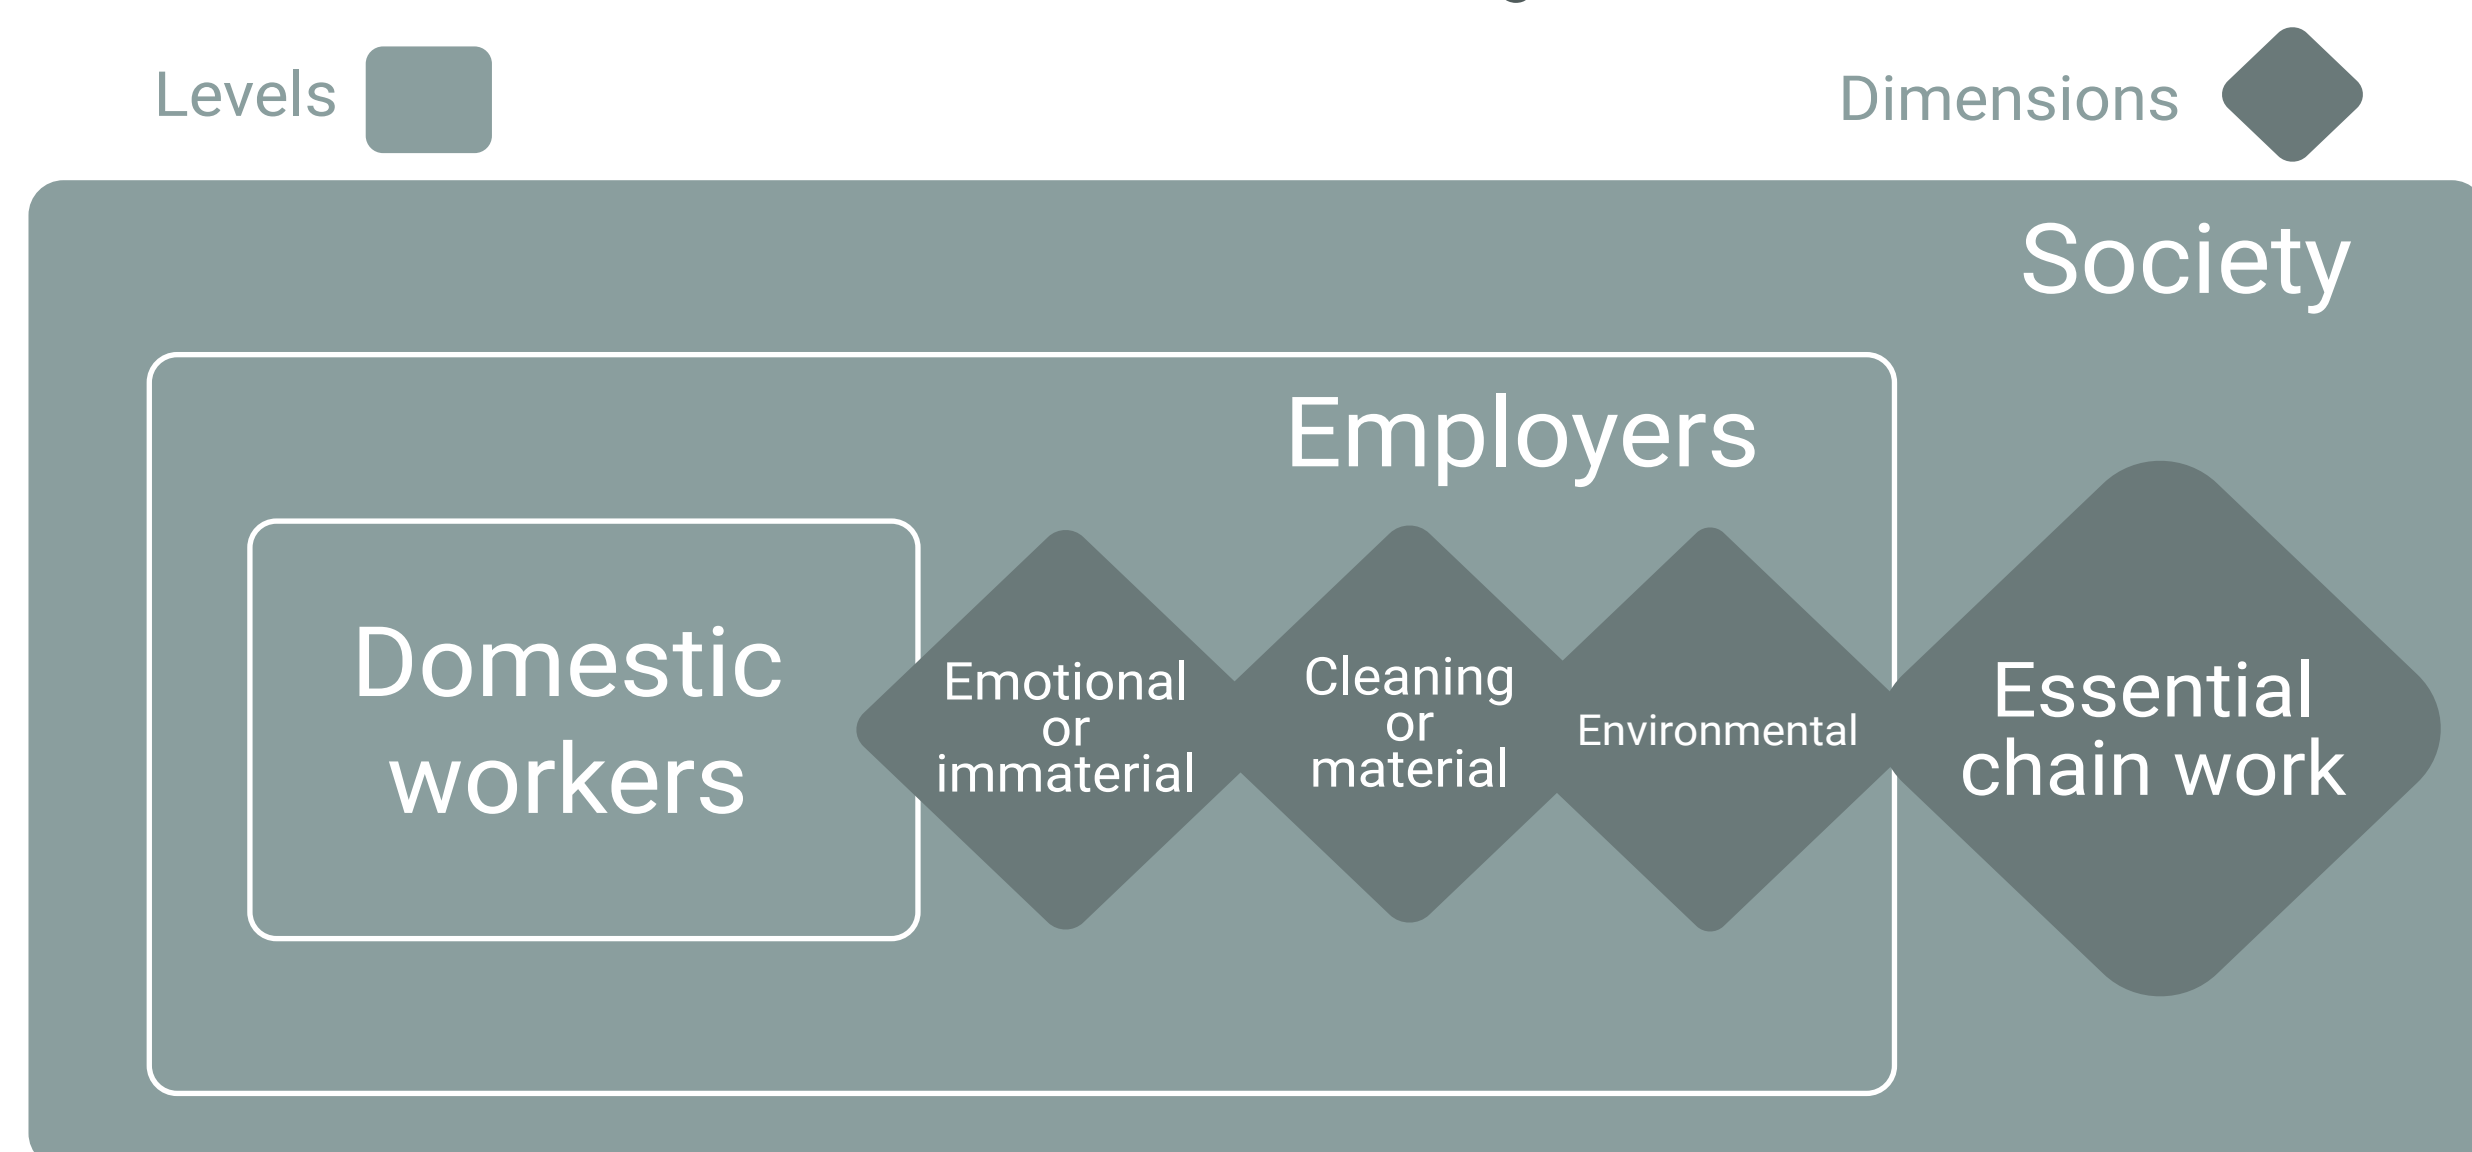 Levels
Dimensions
Society
Employers
Domestic
workers
Emotional
or
immaterial
Cleaning
or
material
Environmental
Essential
chain work